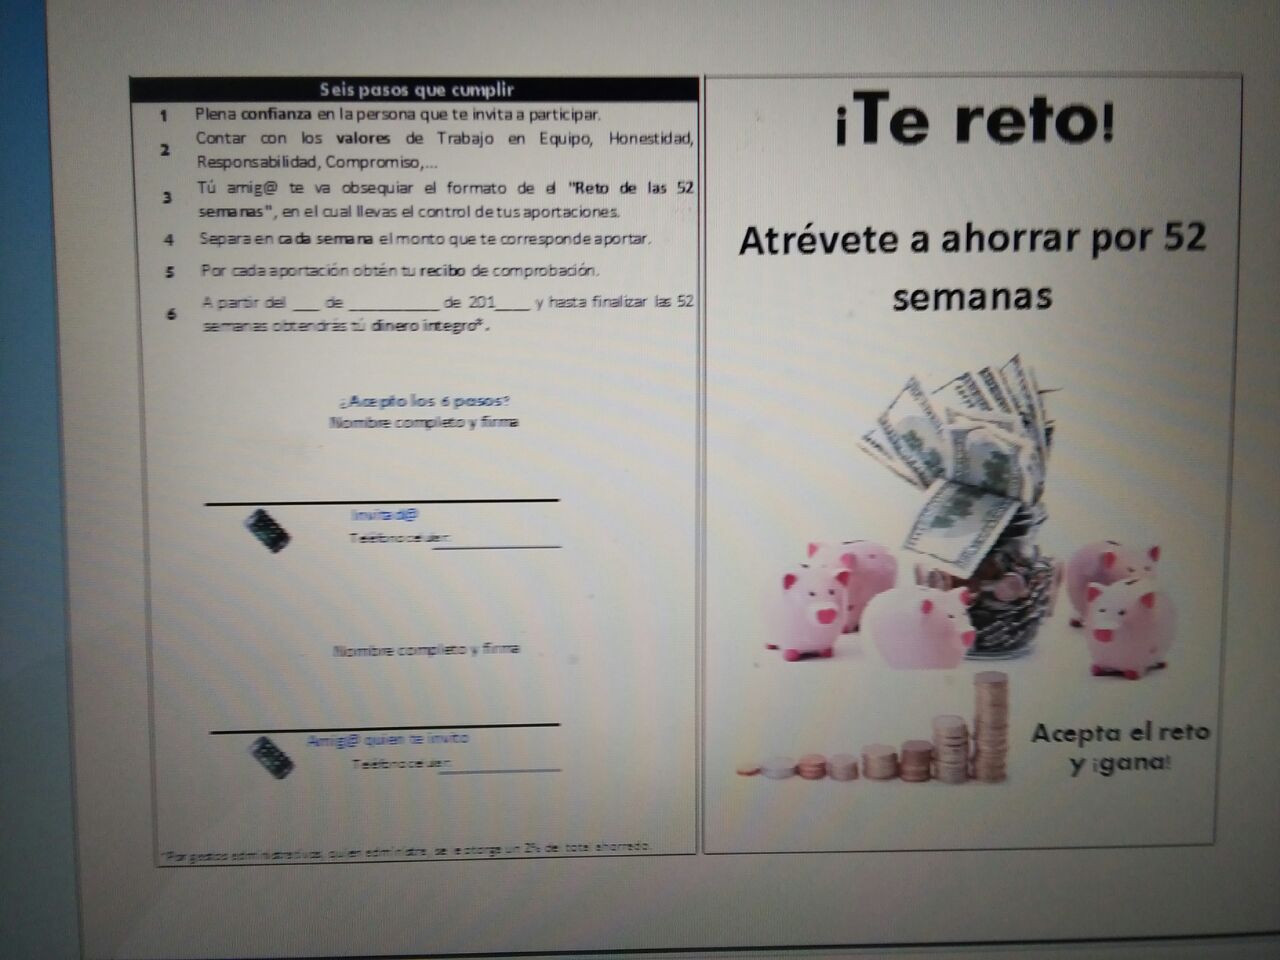 Seis pasos que cumplir
1 Plena confianza en la persona que te invita a participar.
2 Contar con los valores de Trabajo en Equipo, Honestidad,
Responsabilidad, Compromiso,...
3 Tú amig@ te va obsequiar el formato de el "Reto de las 52
semanas", en el cual llevas el control de tus aportaciones.
4 Separa en cada semana el monto que te corresponde aportar.
5 Por cada aportación obtén tu recibo de comprobación.
6 A partir del ___ de __________ de 201____ y hasta finalizar las 52
semanas obtendrás tú dinero integro*.
¿Acepto los 6 pasos?
Nombre completo y firma
Invitad@
Teléfono celular:
Nombre completo y firma
Amig@ quien te invito
Teléfono celular:
*Por gestos administrativos, quien administre, se le otorga un 2% del total ahorrado.
¡Te reto!
Atrévete a ahorrar por 52
semanas
Acepta el reto
y ¡gana!